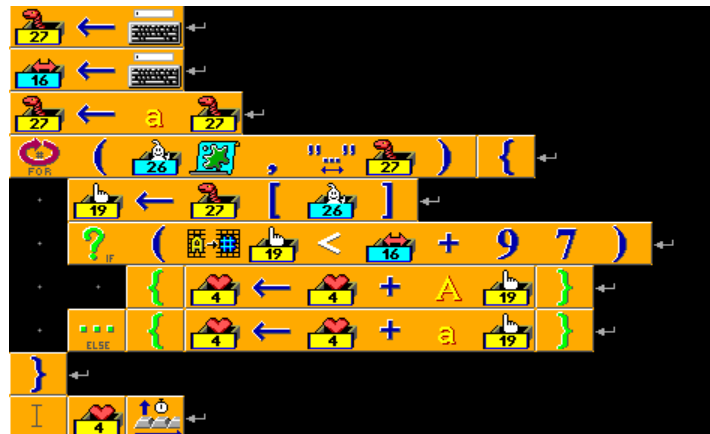 27
16
27 a 27
FOR # ( 26 , "..." 27 ) {
19 27 [ 26 ]
? IF ( A # 19 < 16 + 9 7 )
{ 4 4 + A 19 }
... ELSE { 4 4 + a 19 }
}
4